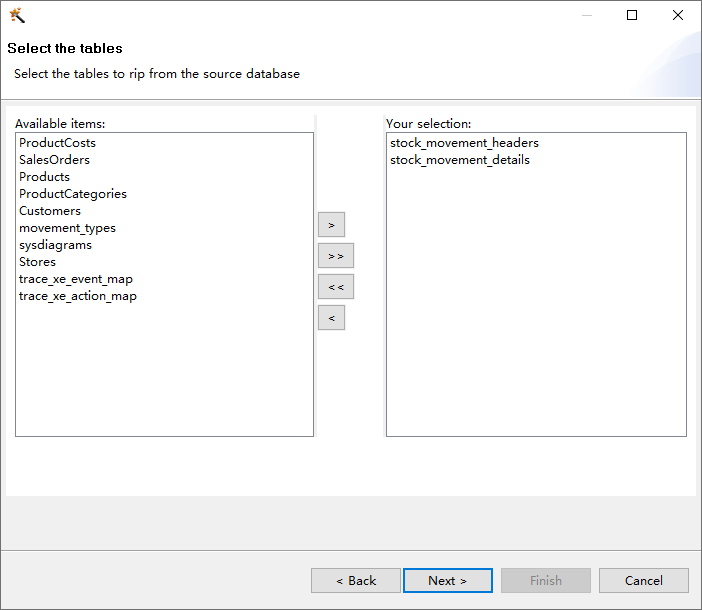 Select the tables
Select the tables to rip from the source database
Available items:
ProductCosts
SalesOrders
Products
ProductCategories
Customers
movement_types
sysdiagrams
Stores
trace_xe_event_map
trace_xe_action_map
>
>>
<<
<
Your selection:
stock_movement_headers
stock_movement_details
< Back
Next >
Finish
Cancel